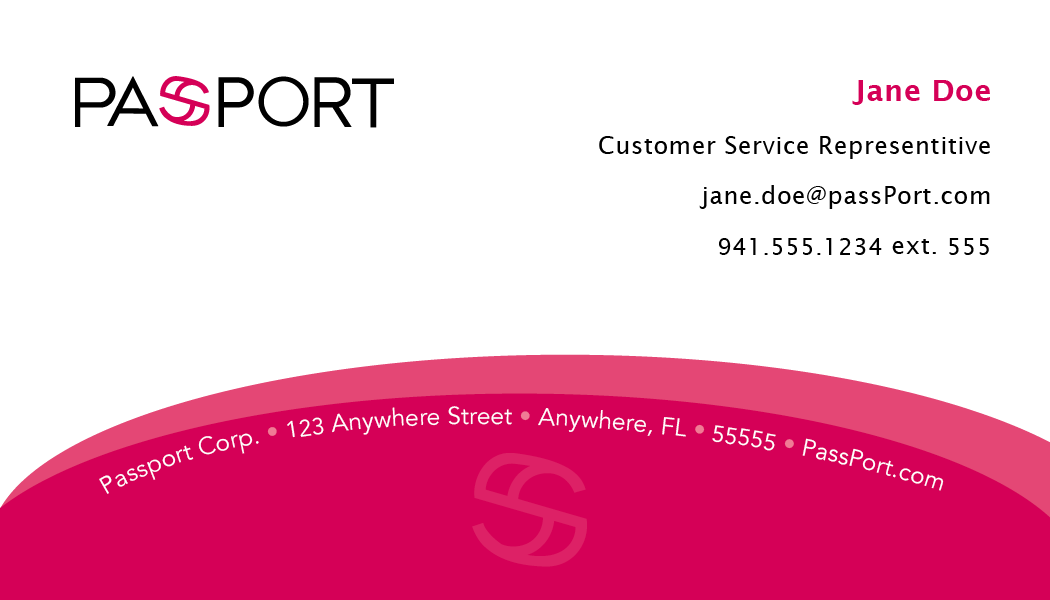 PASSPORT
Jane Doe
Customer Service Representitive
jane.doe@passPort.com
941.555.1234 ext. 555
Passport Corp. • 123 Anywhere Street • Anywhere, FL • 55555 • PassPort.com